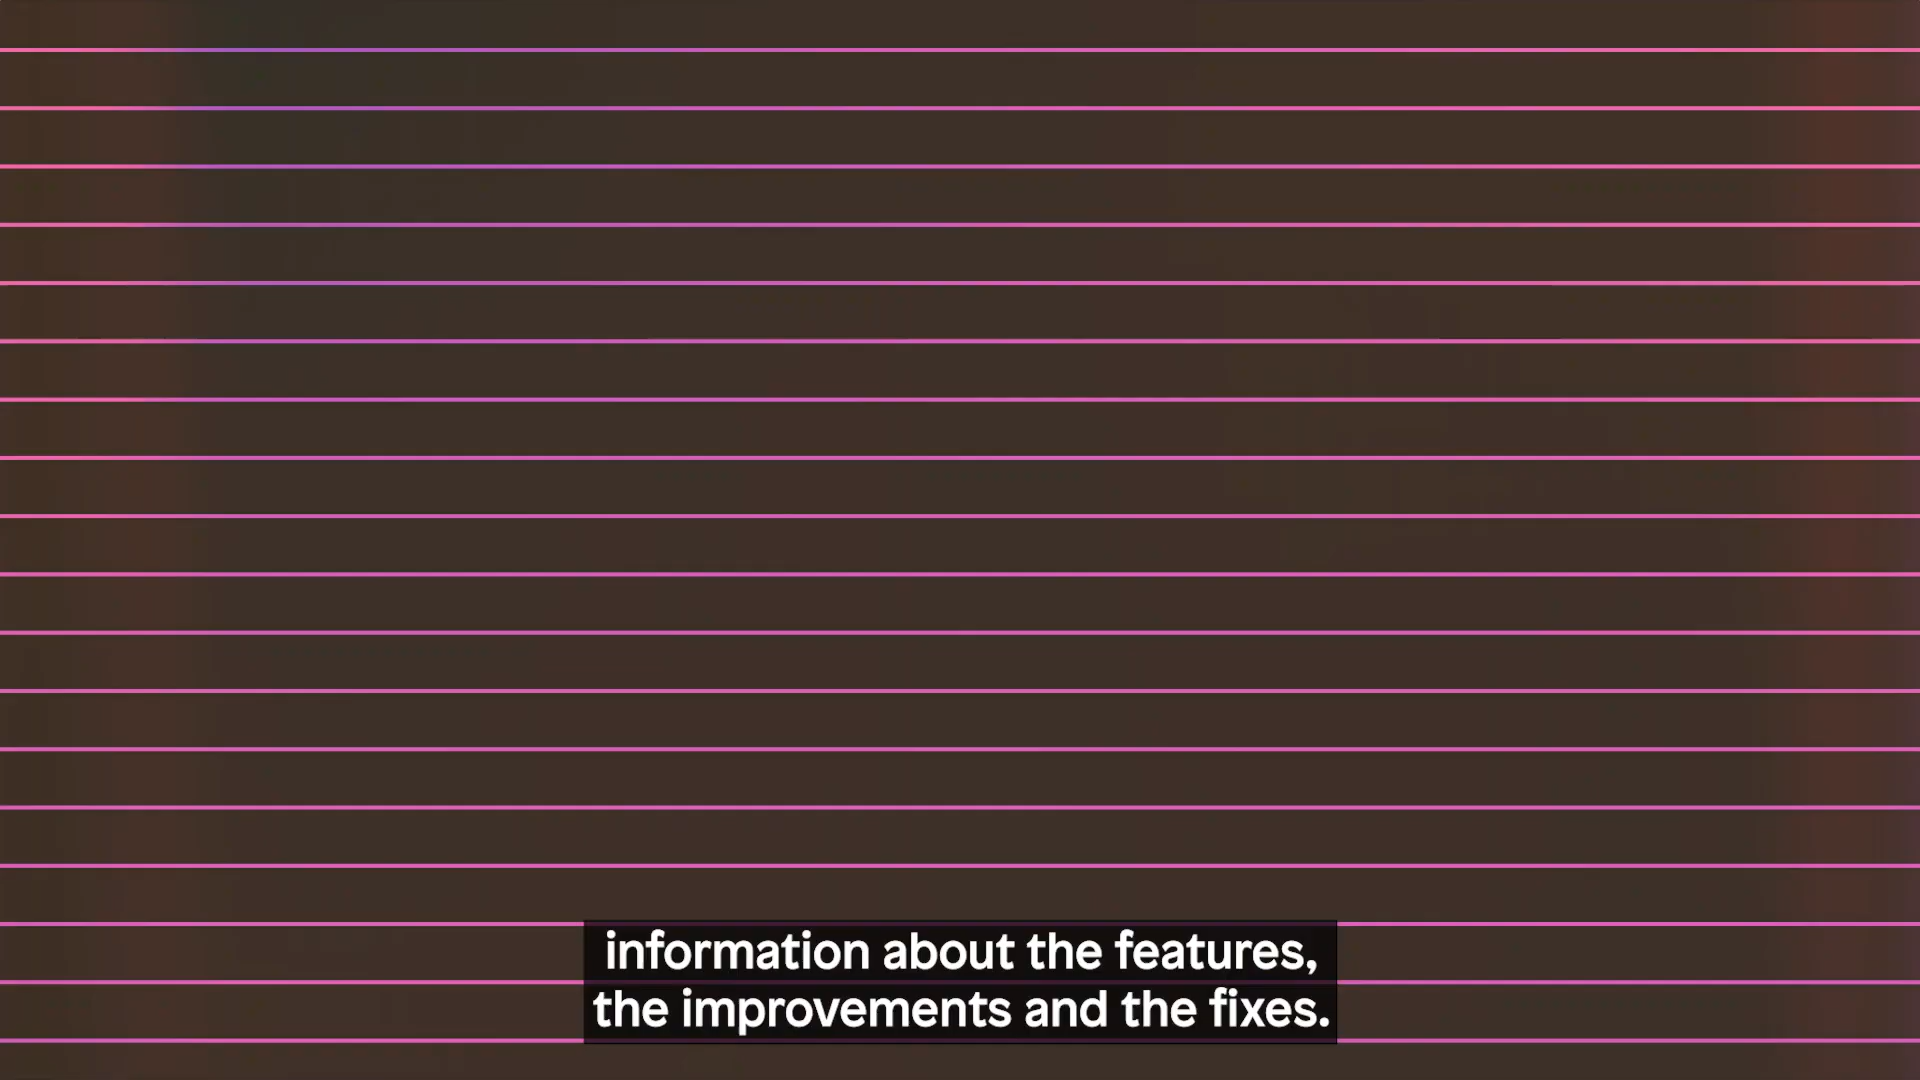 information about the features,
the improvements and the fixes.